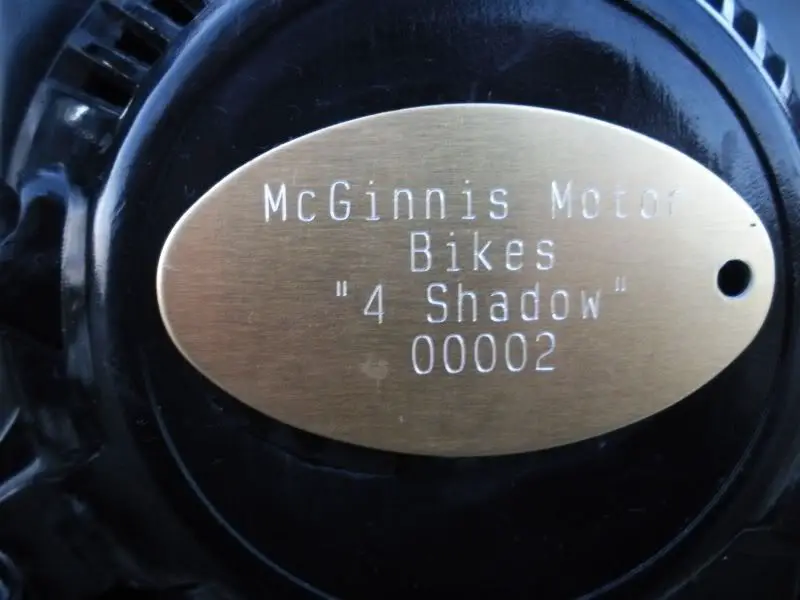 McGinnis Motor
Bikes
"4 Shadow"
00002